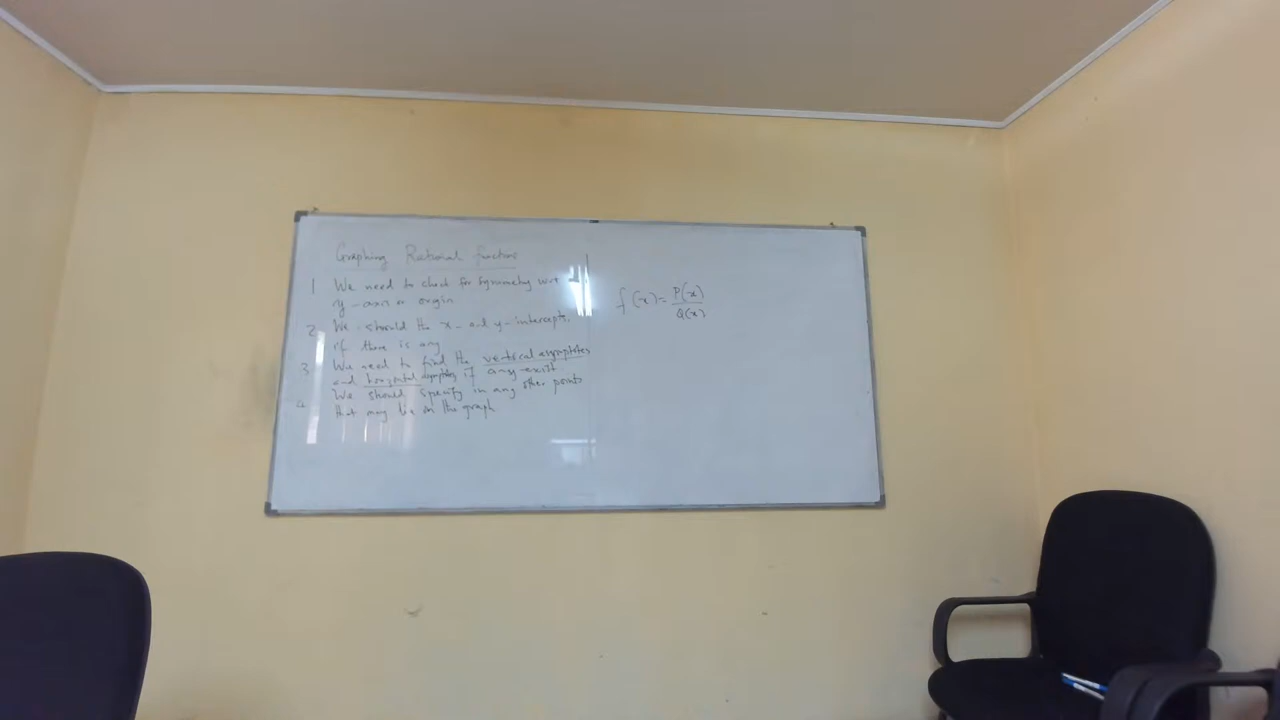 Graphing Rational functions
1 We need to check for symmetry wrt
y-axis or origin
2 We should the x- and y-intercepts,
if there is any
3 We need to find the vertical asymptotes
and horizontal asymptotes if any exist
4 We should specify in any other points
that may be on the graph
f(x) = P(x)
Q(x)